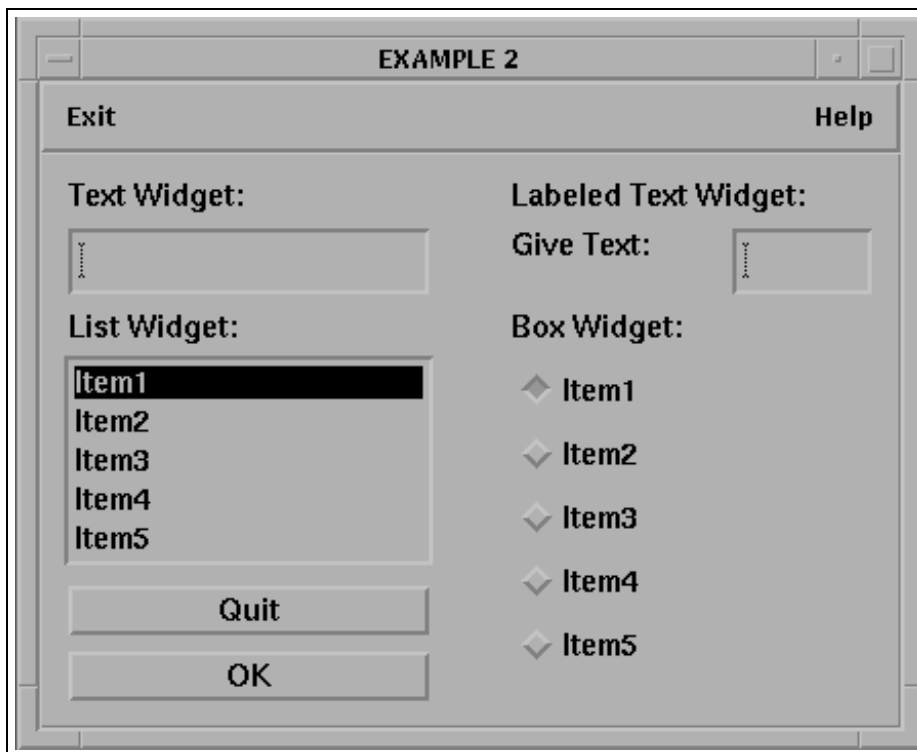 EXAMPLE 2
Exit
Help
Text Widget:
List Widget:
Item1
Item2
Item3
Item4
Item5
Quit
OK
Labeled Text Widget:
Give Text:
Box Widget:
Item1
Item2
Item3
Item4
Item5